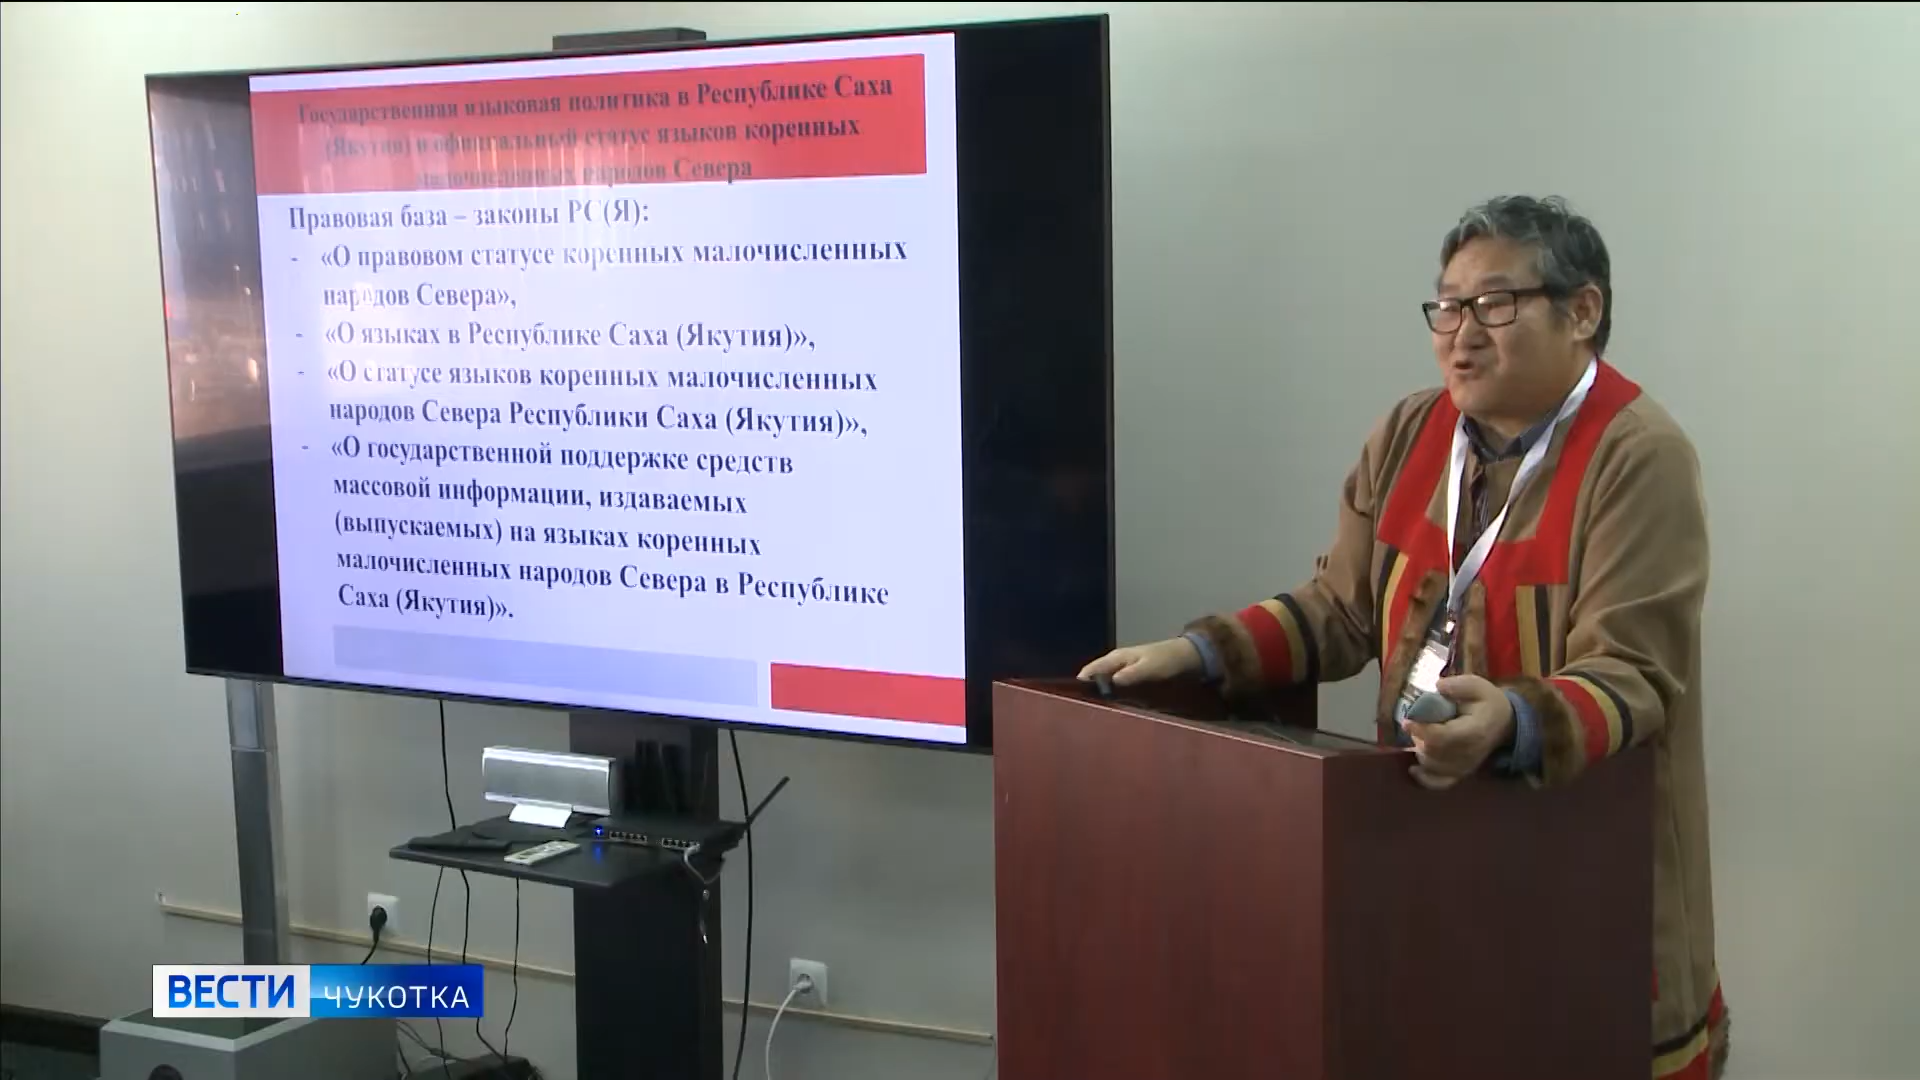 Государственная языковая политика в Республике Саха
(Якутия) и официальный статус языков коренных
малочисленных народов Севера
Правовая база – законы РС(Я):
- «О правовом статусе коренных малочисленных
народов Севера»,
- «О языках в Республике Саха (Якутия)»,
- «О статусе языков коренных малочисленных
народов Севера Республики Саха (Якутия)»,
- «О государственной поддержке средств
массовой информации, издаваемых
(выпускаемых) на языках коренных
малочисленных народов Севера в Республике
Саха (Якутия)».
ВЕСТИ ЧУКОТКА